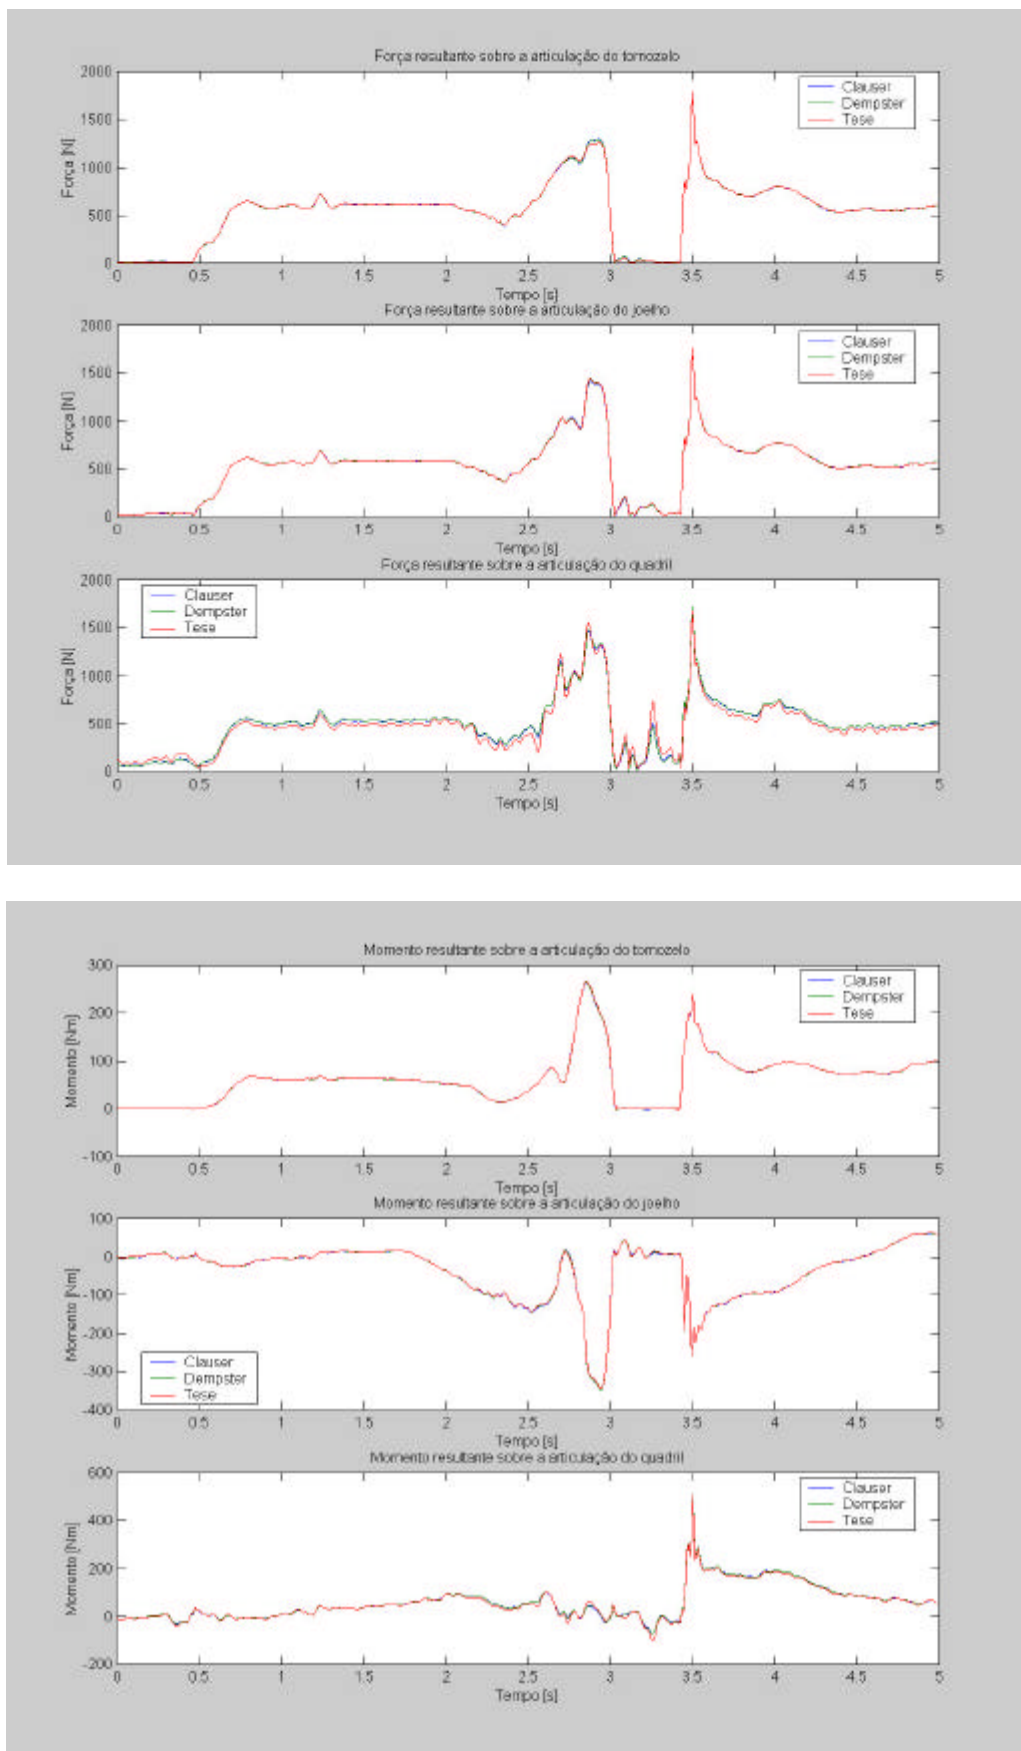 Força resultante sobre a articulação do tornozelo
2000
1500
1000
500
0
Força [N]
Clauser
Dempster
Tese
0 0.5 1 1.5 2 2.5 3 3.5 4 4.5 5
Tempo [s]
Força resultante sobre a articulação do joelho
2000
1500
1000
500
0
Força [N]
Clauser
Dempster
Tese
0 0.5 1 1.5 2 2.5 3 3.5 4 4.5 5
Tempo [s]
Força resultante sobre a articulação do quadril
2000
1500
1000
500
0
Força [N]
Clauser
Dempster
Tese
0 0.5 1 1.5 2 2.5 3 3.5 4 4.5 5
Tempo [s]
Momento resultante sobre a articulação do tornozelo
300
200
100
0
-100
Momento [Nm]
Clauser
Dempster
Tese
0 0.5 1 1.5 2 2.5 3 3.5 4 4.5 5
Tempo [s]
Momento resultante sobre a articulação do joelho
100
0
-100
-200
-300
-400
Momento [Nm]
Clauser
Dempster
Tese
0 0.5 1 1.5 2 2.5 3 3.5 4 4.5 5
Tempo [s]
Momento resultante sobre a articulação do quadril
600
400
200
0
-200
Momento [Nm]
Clauser
Dempster
Tese
0 0.5 1 1.5 2 2.5 3 3.5 4 4.5 5
Tempo [s]